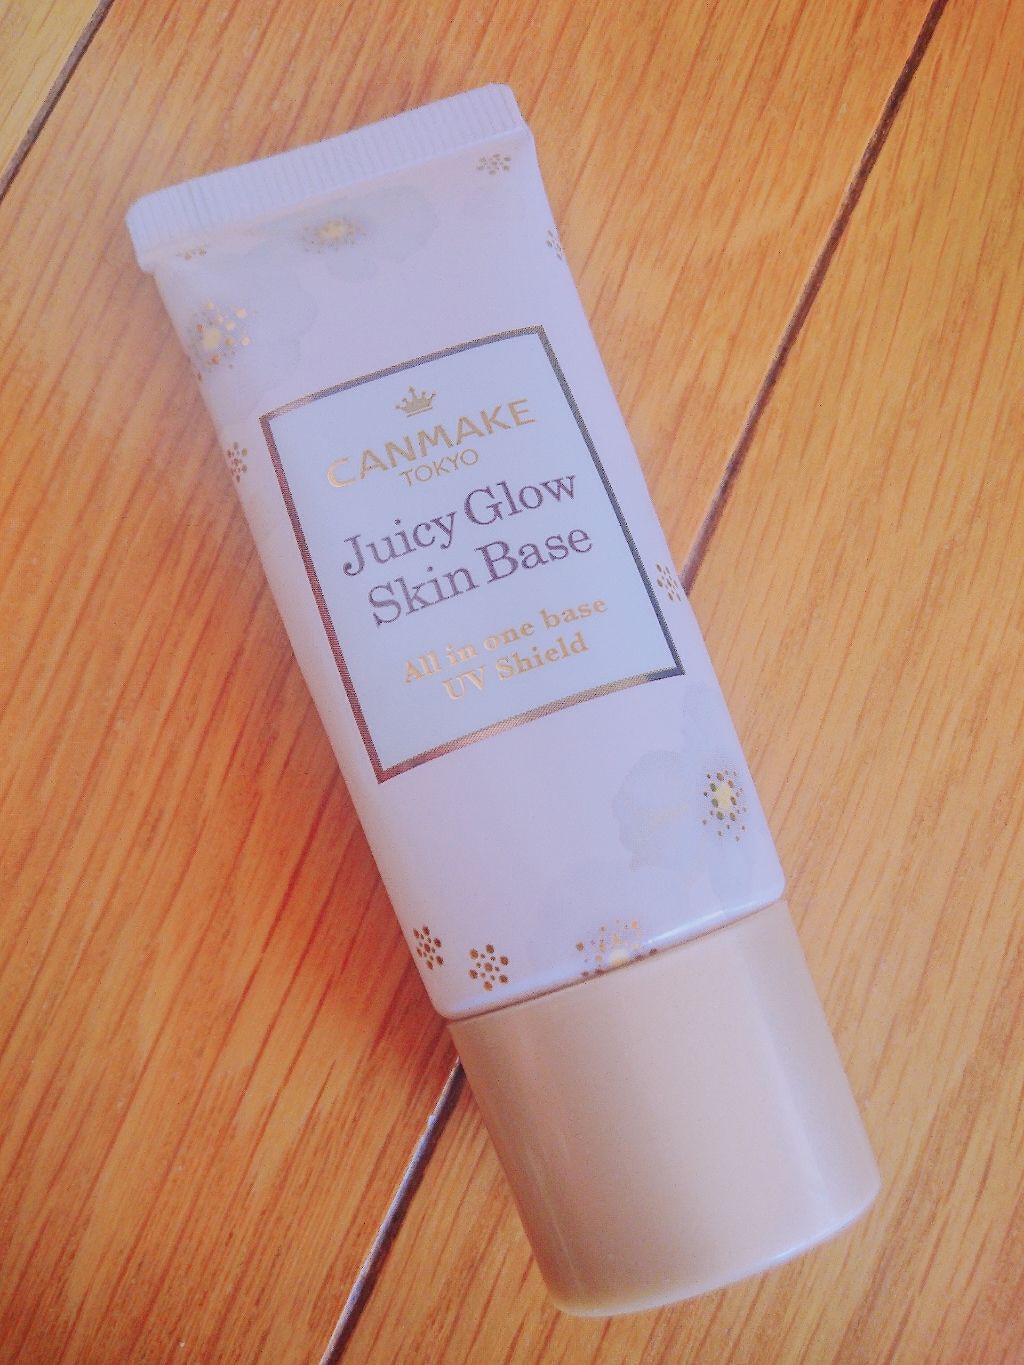 CANMAKE
TOKYO
Juicy Glow
Skin Base
All in one base
UV Shield